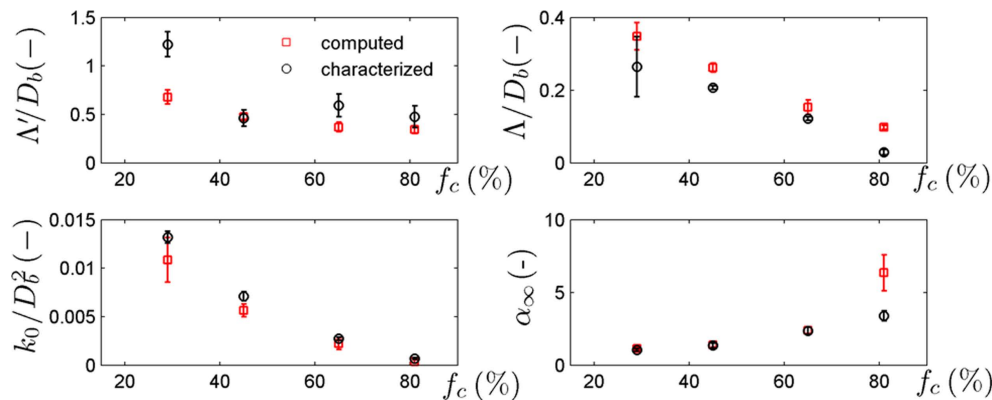 1.5
1
0.5
0
Λ′/D_b(−)
computed
characterized
20 40 60 80
f_c (%)
0.4
0.2
0
Λ/D_b(−)
20 40 60 80
f_c (%)
0.015
0.01
0.005
0
k_0/D_b^2(−)
20 40 60 80
f_c (%)
10
5
0
α_∞(-)
20 40 60 80
f_c (%)